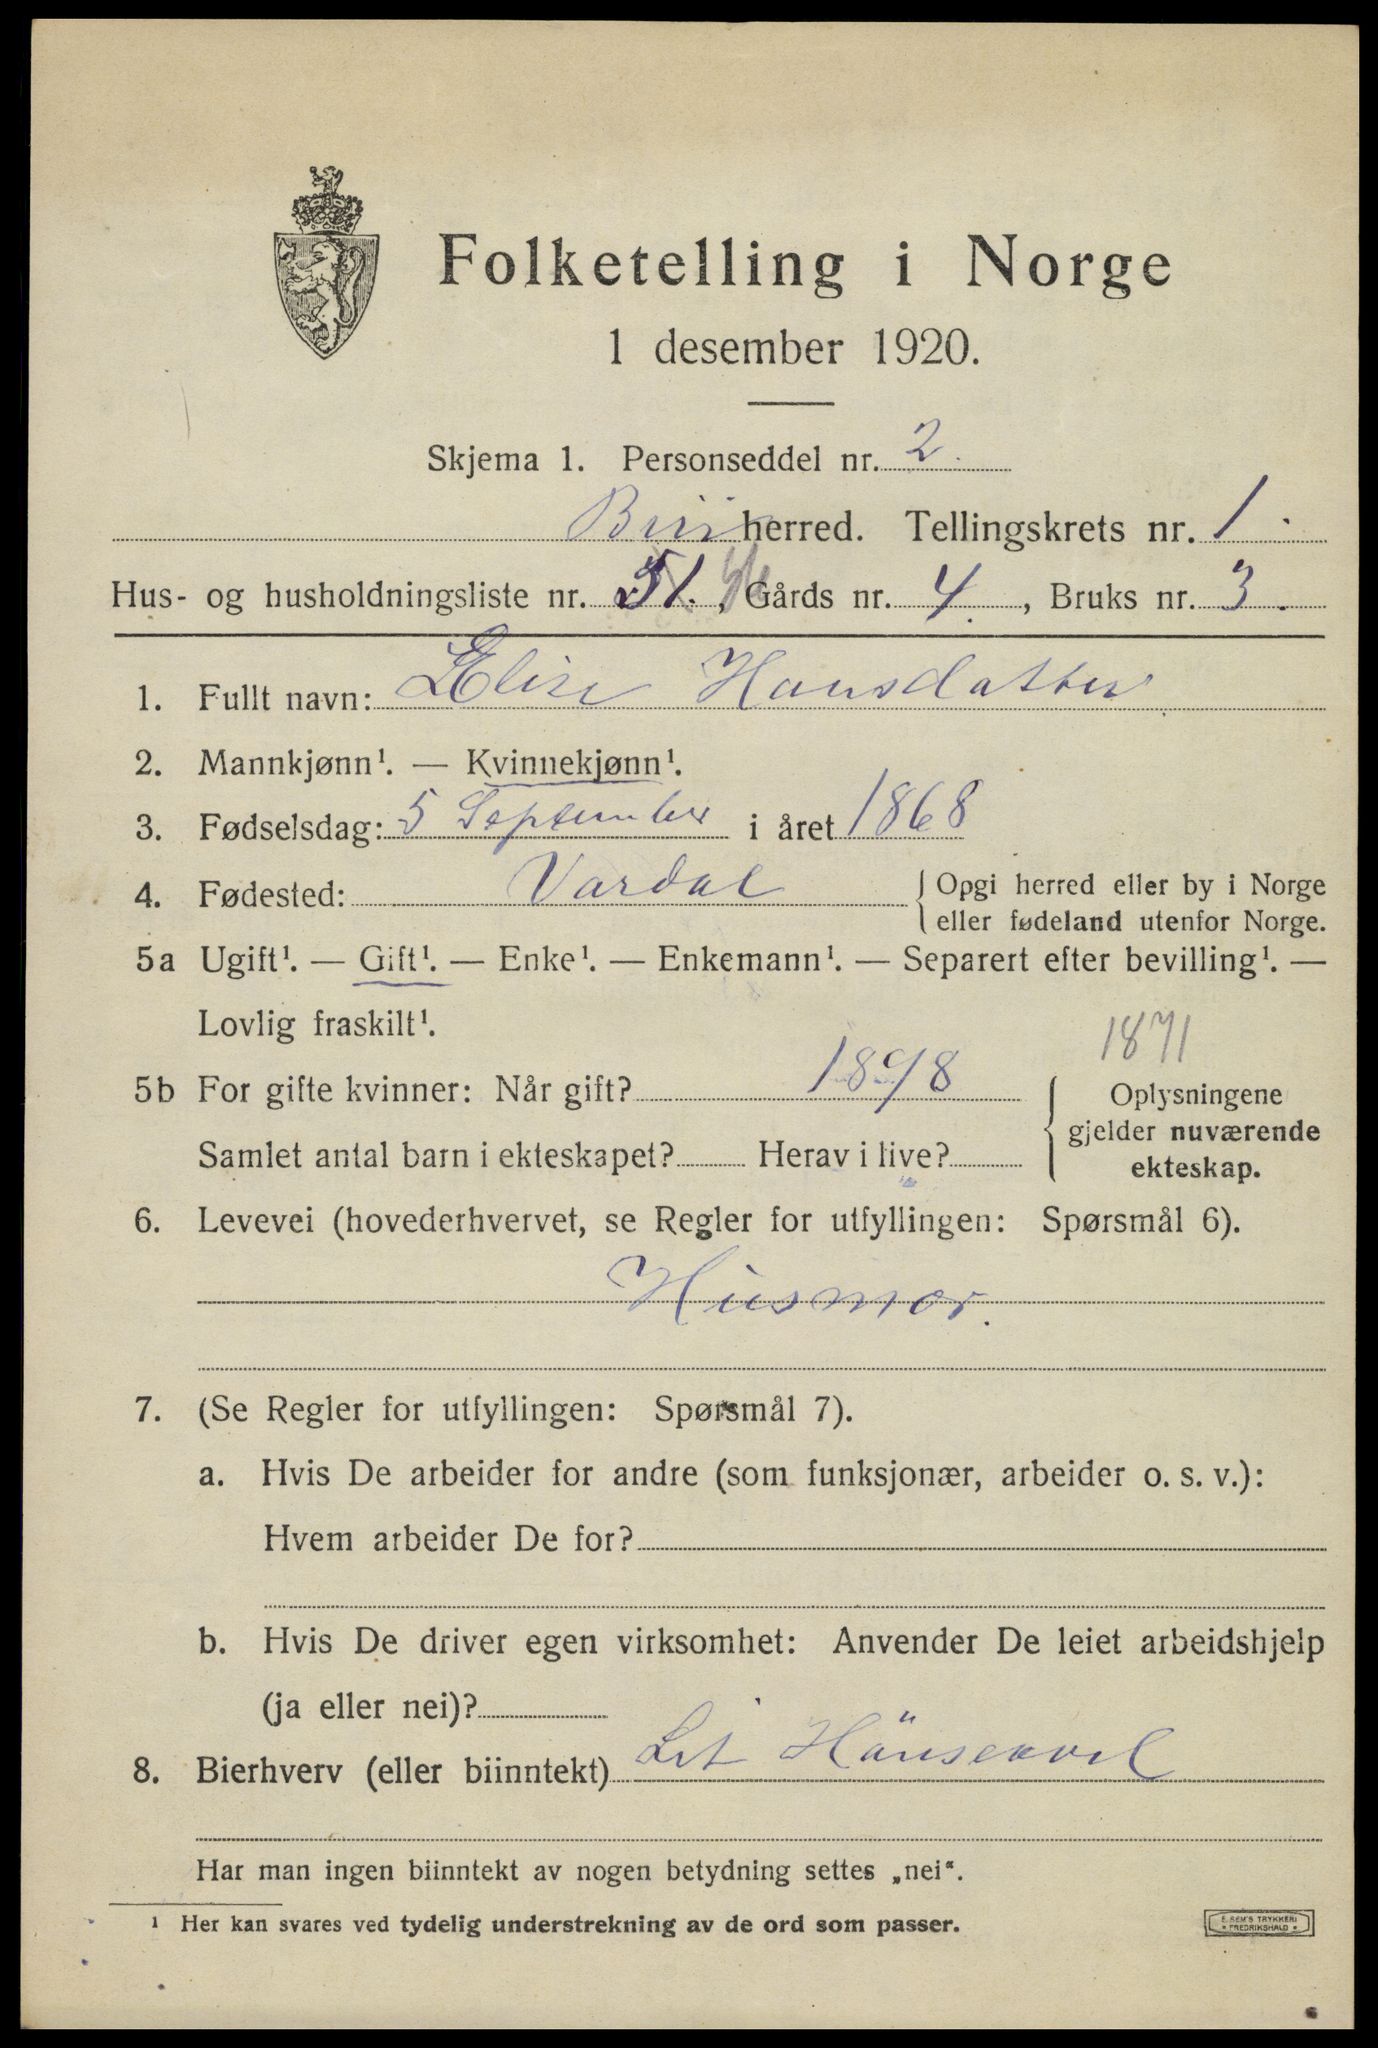 Folketelling i Norge
1 desember 1920.
Skjema 1. Personseddel nr. 2.
Biri herred. Tellingskrets nr. 1.
Hus- og husholdningsliste nr. 51., Gårds nr. 4., Bruks nr. 3.
1. Fullt navn: Elise Hansdatter
2. Mannkjønn¹. — Kvinnekjønn¹.
3. Fødselsdag: 5 September i året 1868
4. Fødested: Vardal { Opgi herred eller by i Norge
eller fødeland utenfor Norge.
5a Ugift¹. — Gift¹. — Enke¹. — Enkemann¹. — Separert efter bevilling¹. —
Lovlig fraskilt¹.
1871
5b For gifte kvinner: Når gift? 1898
Samlet antal barn i ekteskapet? Herav i live?
{ Oplysningene
gjelder nuværende
ekteskap.
6. Levevei (hovederhvervet, se Regler for utfyllingen: Spørsmål 6).
Husmor.
7. (Se Regler for utfyllingen: Spørsmål 7).
a. Hvis De arbeider for andre (som funksjonær, arbeider o. s. v.):
Hvem arbeider De for?
b. Hvis De driver egen virksomhet: Anvender De leiet arbeidshjelp
(ja eller nei)?
8. Bierhverv (eller biinntekt) Lit Hänseavl
Har man ingen biinntekt av nogen betydning settes „nei“.
¹ Her kan svares ved tydelig understrekning av de ord som passer.
E. SEM'S TRYKKERI
• FREDRIKSHALD •